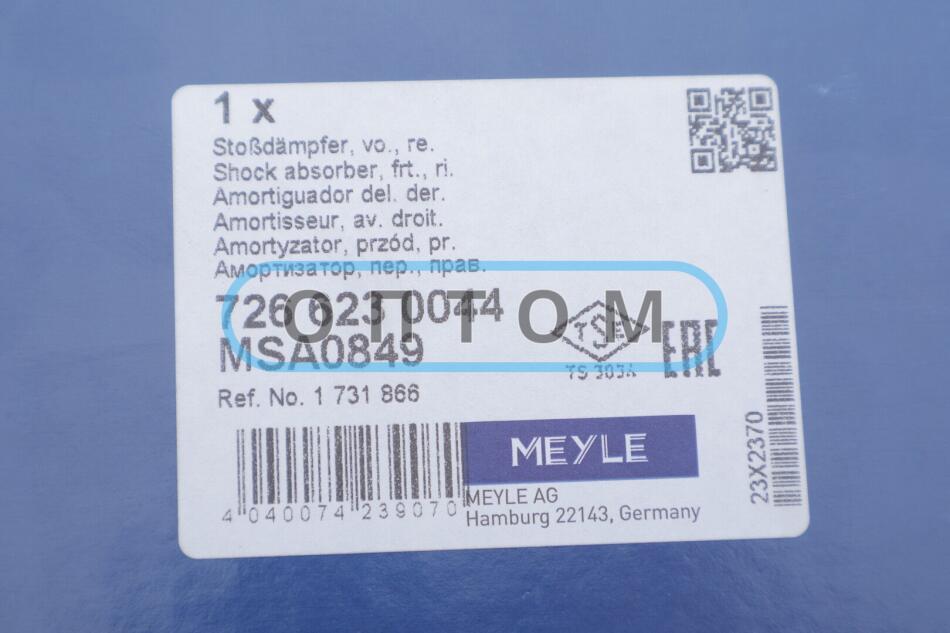 1 x
Stoßdämpfer, vo., re.
Shock absorber, frt., ri.
Amortiguador del. der.
Amortisseur, av. droit.
Amortyzator, przód, pr.
Амортизатор, пер., прав.
726 623 0044
ОПТОМ
MSA0849
TSE
TS 303A
EAC
Ref. No. 1 731 866
23X2370
MEYLE
4 040074 239070
MEYLE AG
Hamburg 22143, Germany